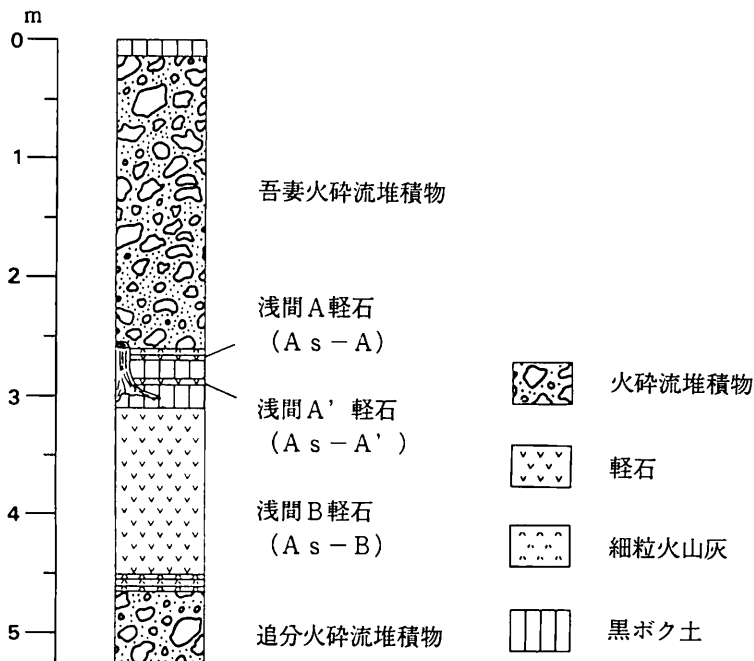 m
0
1
2
3
4
5
吾妻火砕流堆積物
浅間A軽石
(As-A)
浅間A'軽石
(As-A')
浅間B軽石
(As-B)
追分火砕流堆積物
火砕流堆積物
軽石
細粒火山灰
黒ボク土